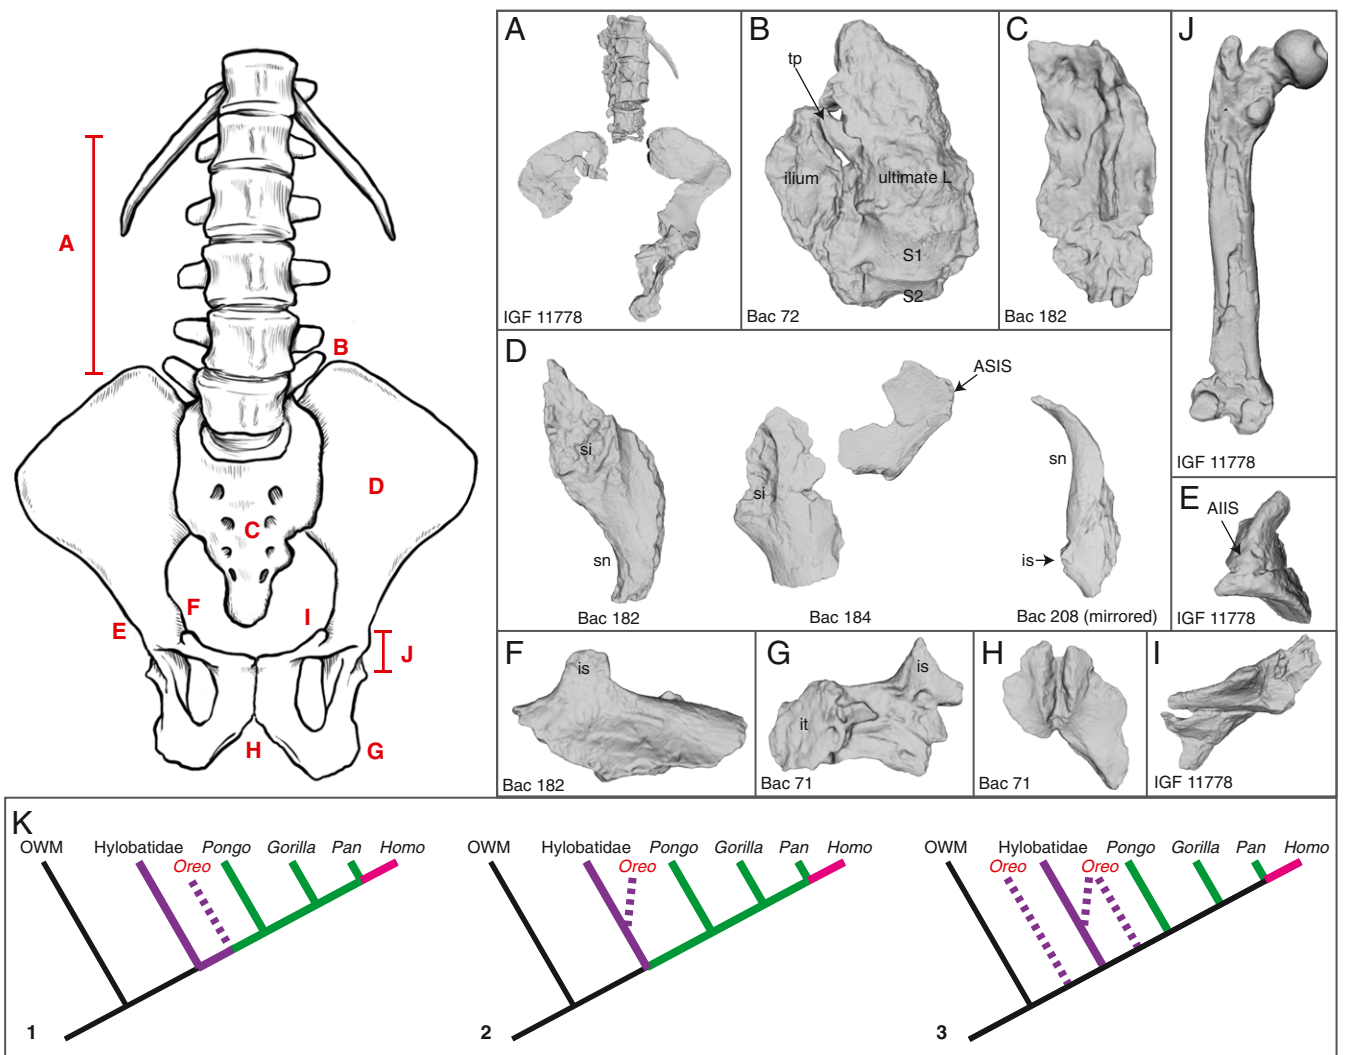 A
B
C
D
E
F
I
J
H
G
A
IGF 11778
B
tp
ilium
ultimate L
S1
S2
Bac 72
C
Bac 182
J
IGF 11778
D
si
sn
Bac 182
si
ASIS
Bac 184
sn
is
Bac 208 (mirrored)
E
AIIS
IGF 11778
F
is
Bac 182
G
it
is
Bac 71
H
Bac 71
I
IGF 11778
K
OWM
Hylobatidae
Oreo
Pongo
Gorilla
Pan
Homo
1
OWM
Hylobatidae
Oreo
Pongo
Gorilla
Pan
Homo
2
OWM
Oreo
Hylobatidae
Oreo
Pongo
Gorilla
Pan
Homo
3